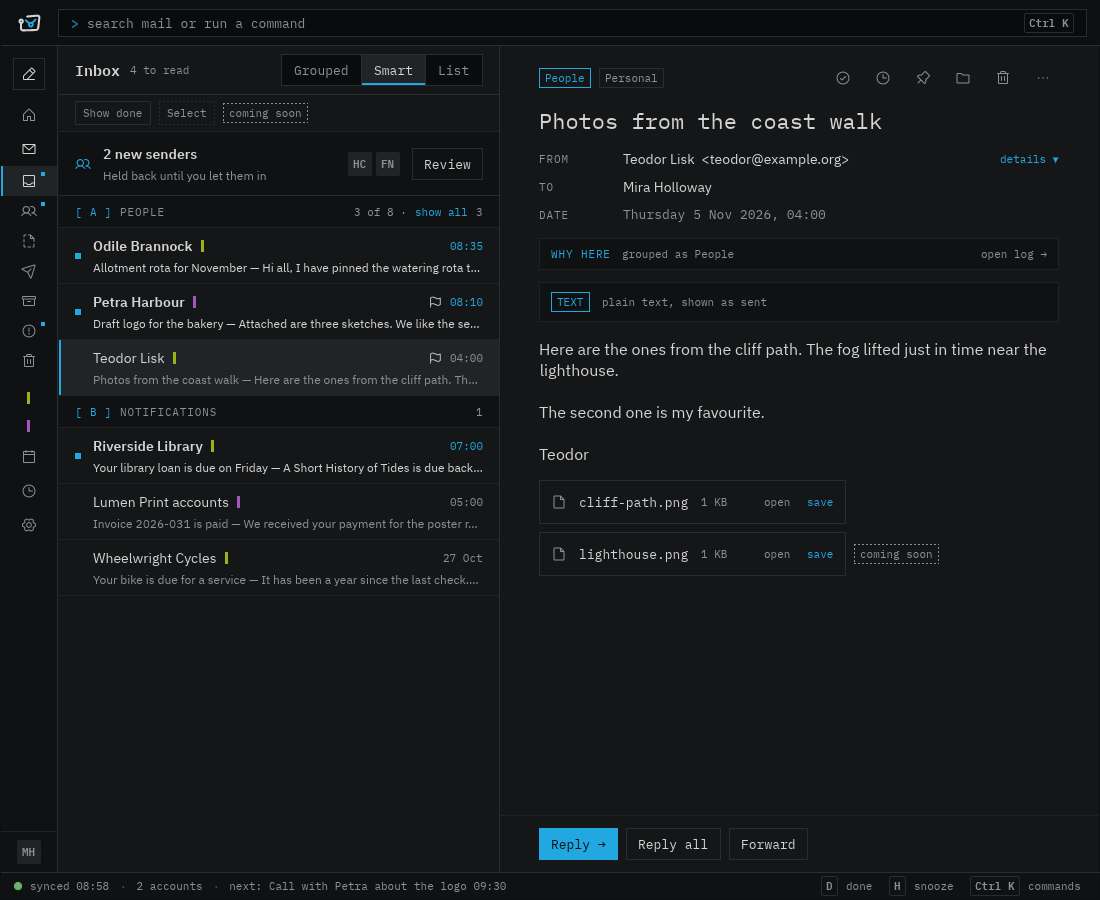 > search mail or run a command Ctrl K
Inbox 4 to read Grouped Smart List
Show done Select coming soon
2 new senders
Held back until you let them in
HC FN Review
[ A ] PEOPLE 3 of 8 · show all 3
Odile Brannock 08:35
Allotment rota for November — Hi all, I have pinned the watering rota t…
Petra Harbour 08:10
Draft logo for the bakery — Attached are three sketches. We like the se…
Teodor Lisk 04:00
Photos from the coast walk — Here are the ones from the cliff path. Th…
[ B ] NOTIFICATIONS 1
Riverside Library 07:00
Your library loan is due on Friday — A Short History of Tides is due back…
Lumen Print accounts 05:00
Invoice 2026-031 is paid — We received your payment for the poster r…
Wheelwright Cycles 27 Oct
Your bike is due for a service — It has been a year since the last check.…
MH
People Personal
Photos from the coast walk
FROM Teodor Lisk <teodor@example.org> details ▾
TO Mira Holloway
DATE Thursday 5 Nov 2026, 04:00
WHY HERE grouped as People open log →
TEXT plain text, shown as sent
Here are the ones from the cliff path. The fog lifted just in time near the
lighthouse.
The second one is my favourite.
Teodor
cliff-path.png 1 KB open save
lighthouse.png 1 KB open save coming soon
Reply → Reply all Forward
synced 08:58 · 2 accounts · next: Call with Petra about the logo 09:30 D done H snooze Ctrl K commands